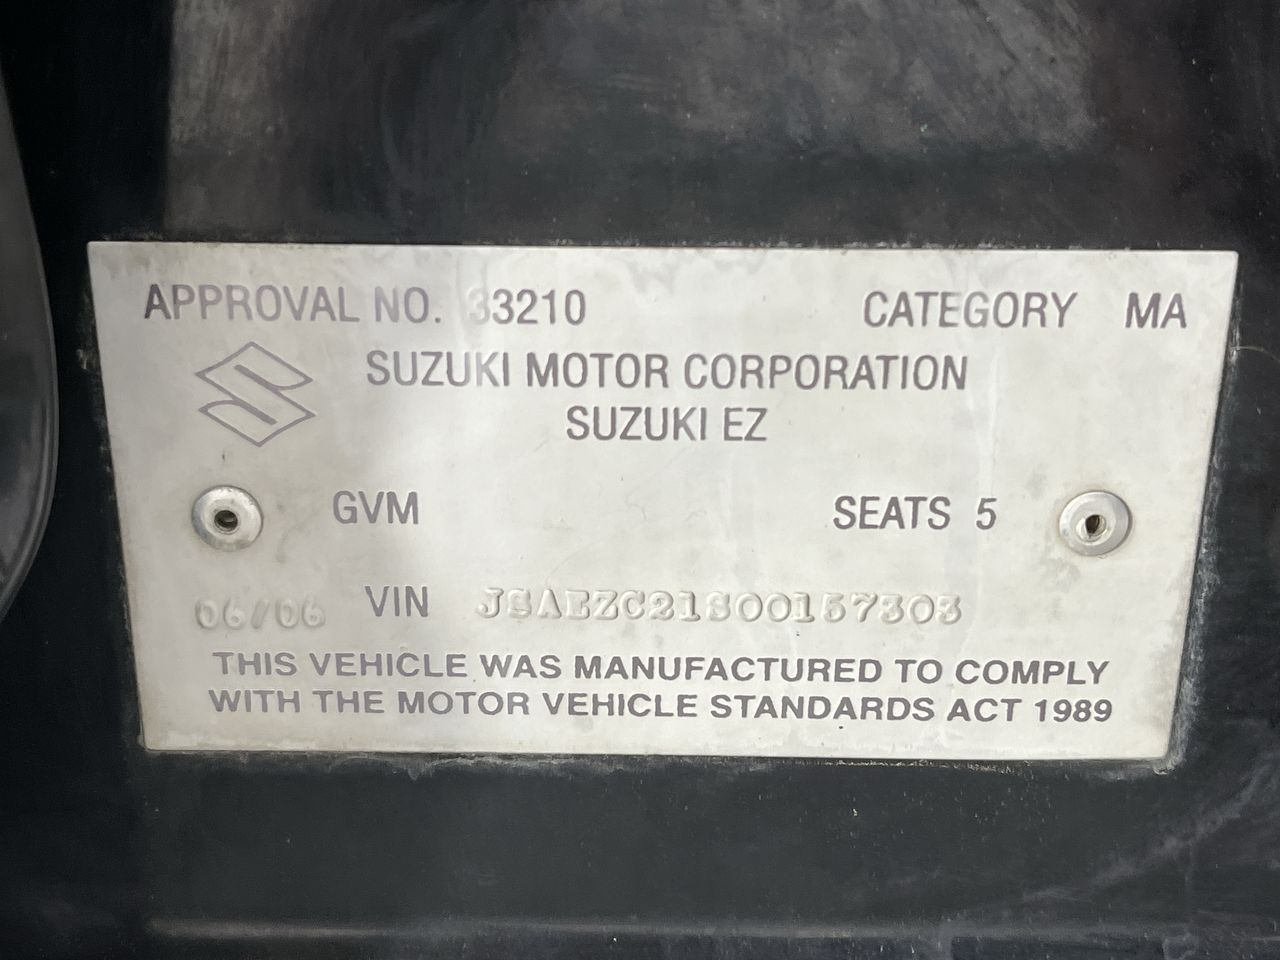 APPROVAL NO. 33210 CATEGORY MA
SUZUKI MOTOR CORPORATION
SUZUKI EZ
GVM SEATS 5
06/06 VIN JSAEZC21S00157303
THIS VEHICLE WAS MANUFACTURED TO COMPLY
WITH THE MOTOR VEHICLE STANDARDS ACT 1989